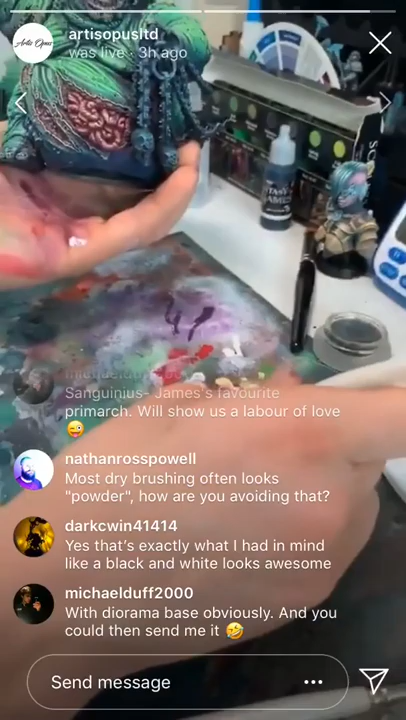 Artis Opus
artisopusltd
was live · 3h ago
Sanguinius- James's favourite
primarch. Will show us a labour of love
😜
nathanrosspowell
Most dry brushing often looks
"powder", how are you avoiding that?
darkcwin41414
Yes that's exactly what I had in mind
like a black and white looks awesome
michaelduff2000
With diorama base obviously. And you
could then send me it 🤣
Send message